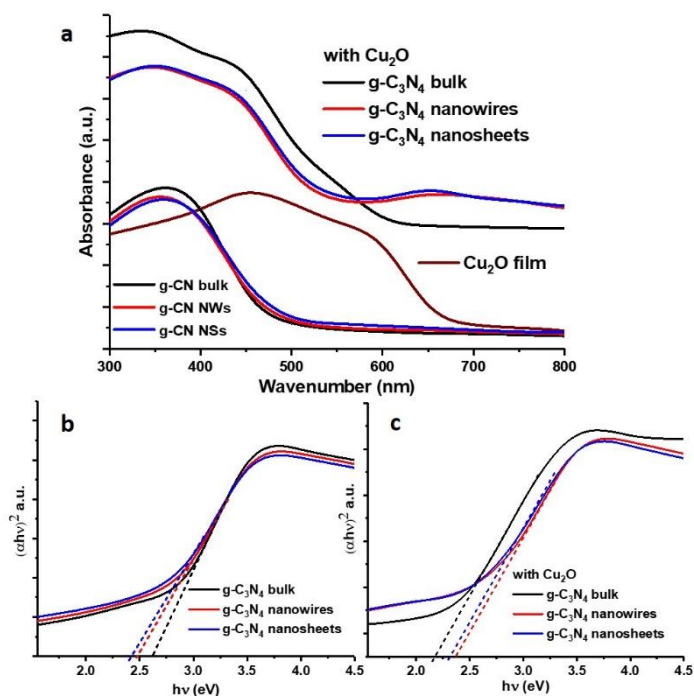 a
with Cu₂O
g-C₃N₄ bulk
g-C₃N₄ nanowires
g-C₃N₄ nanosheets
Absorbance (a.u.)
Cu₂O film
g-CN bulk
g-CN NWs
g-CN NSs
300 400 500 600 700 800
Wavenumber (nm)
b
(αhν)² a.u.
g-C₃N₄ bulk
g-C₃N₄ nanowires
g-C₃N₄ nanosheets
2.0 2.5 3.0 3.5 4.0 4.5
hν (eV)
c
(αhν)² a.u.
with Cu₂O
g-C₃N₄ bulk
g-C₃N₄ nanowires
g-C₃N₄ nanosheets
2.0 2.5 3.0 3.5 4.0 4.5
hν (eV)